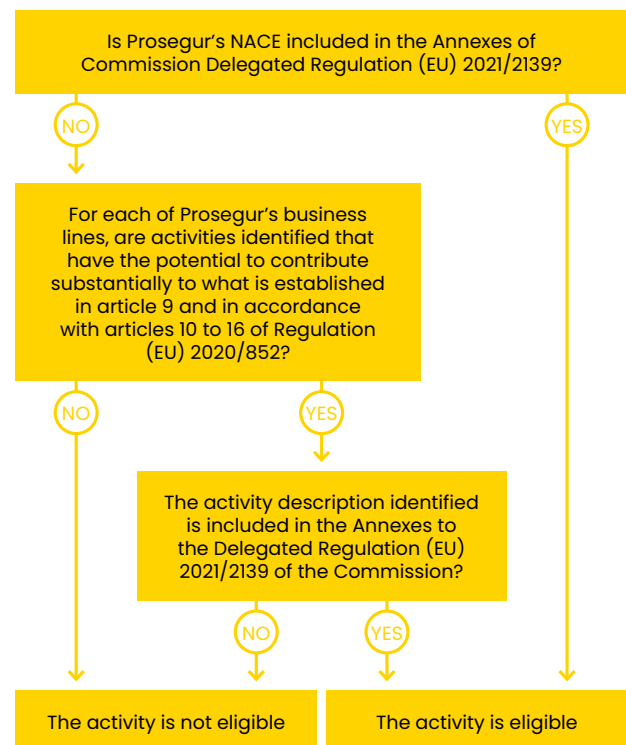 Is Prosegur's NACE included in the Annexes of
Commission Delegated Regulation (EU) 2021/2139?
NO
YES
For each of Prosegur's business
lines, are activities identified that
have the potential to contribute
substantially to what is established
in article 9 and in accordance
with articles 10 to 16 of Regulation
(EU) 2020/852?
NO
YES
The activity description identified
is included in the Annexes to
the Delegated Regulation (EU)
2021/2139 of the Commission?
NO
YES
The activity is not eligible
The activity is eligible